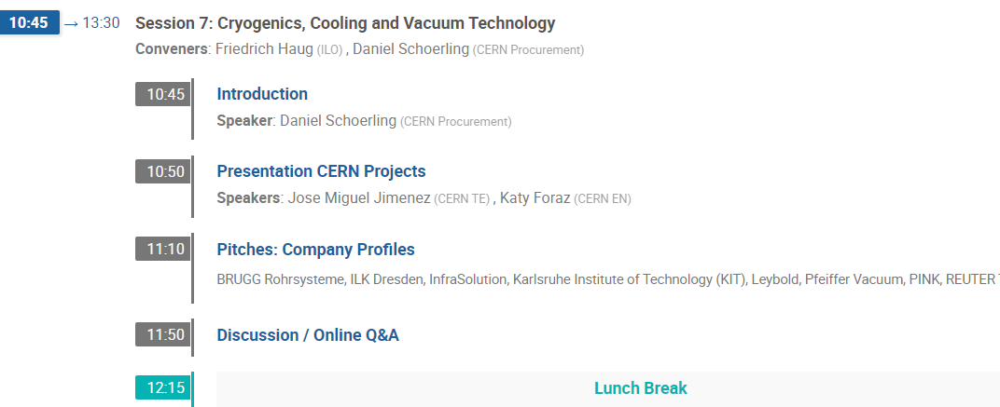 10:45 → 13:30 Session 7: Cryogenics, Cooling and Vacuum Technology
Conveners: Friedrich Haug (ILO) , Daniel Schoerling (CERN Procurement)
10:45 Introduction
Speaker: Daniel Schoerling (CERN Procurement)
10:50 Presentation CERN Projects
Speakers: Jose Miguel Jimenez (CERN TE) , Katy Foraz (CERN EN)
11:10 Pitches: Company Profiles
BRUGG Rohrsysteme, ILK Dresden, InfraSolution, Karlsruhe Institute of Technology (KIT), Leybold, Pfeiffer Vacuum, PINK, REUTER
11:50 Discussion / Online Q&A
12:15 Lunch Break